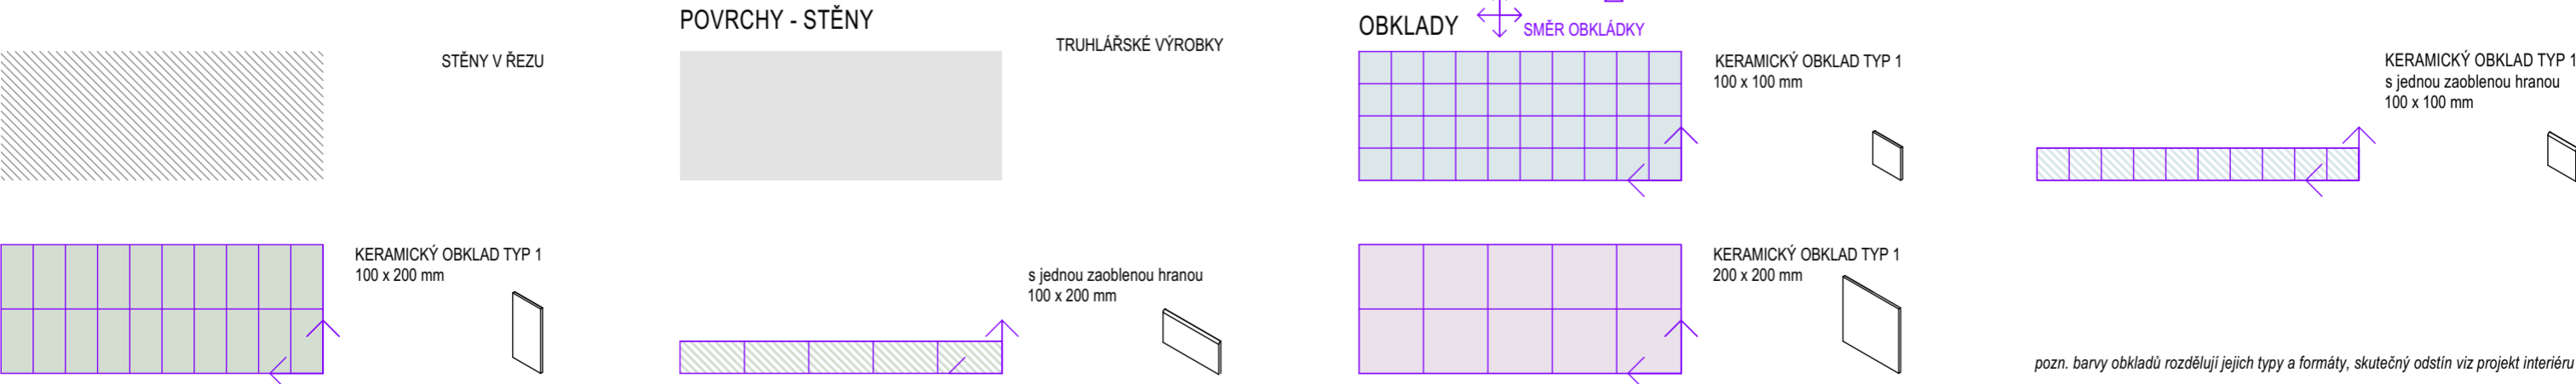 STĚNY V ŘEZU
POVRCHY - STĚNY
TRUHLÁŘSKÉ VÝROBKY
OBKLADY
SMĚR OBKLÁDKY
KERAMICKÝ OBKLAD TYP 1
100 x 100 mm
KERAMICKÝ OBKLAD TYP 1
s jednou zaoblenou hranou
100 x 100 mm
KERAMICKÝ OBKLAD TYP 1
100 x 200 mm
s jednou zaoblenou hranou
100 x 200 mm
KERAMICKÝ OBKLAD TYP 1
200 x 200 mm
pozn. barvy obkladů rozdělují jejich typy a formáty, skutečný odstín viz projekt interiéru